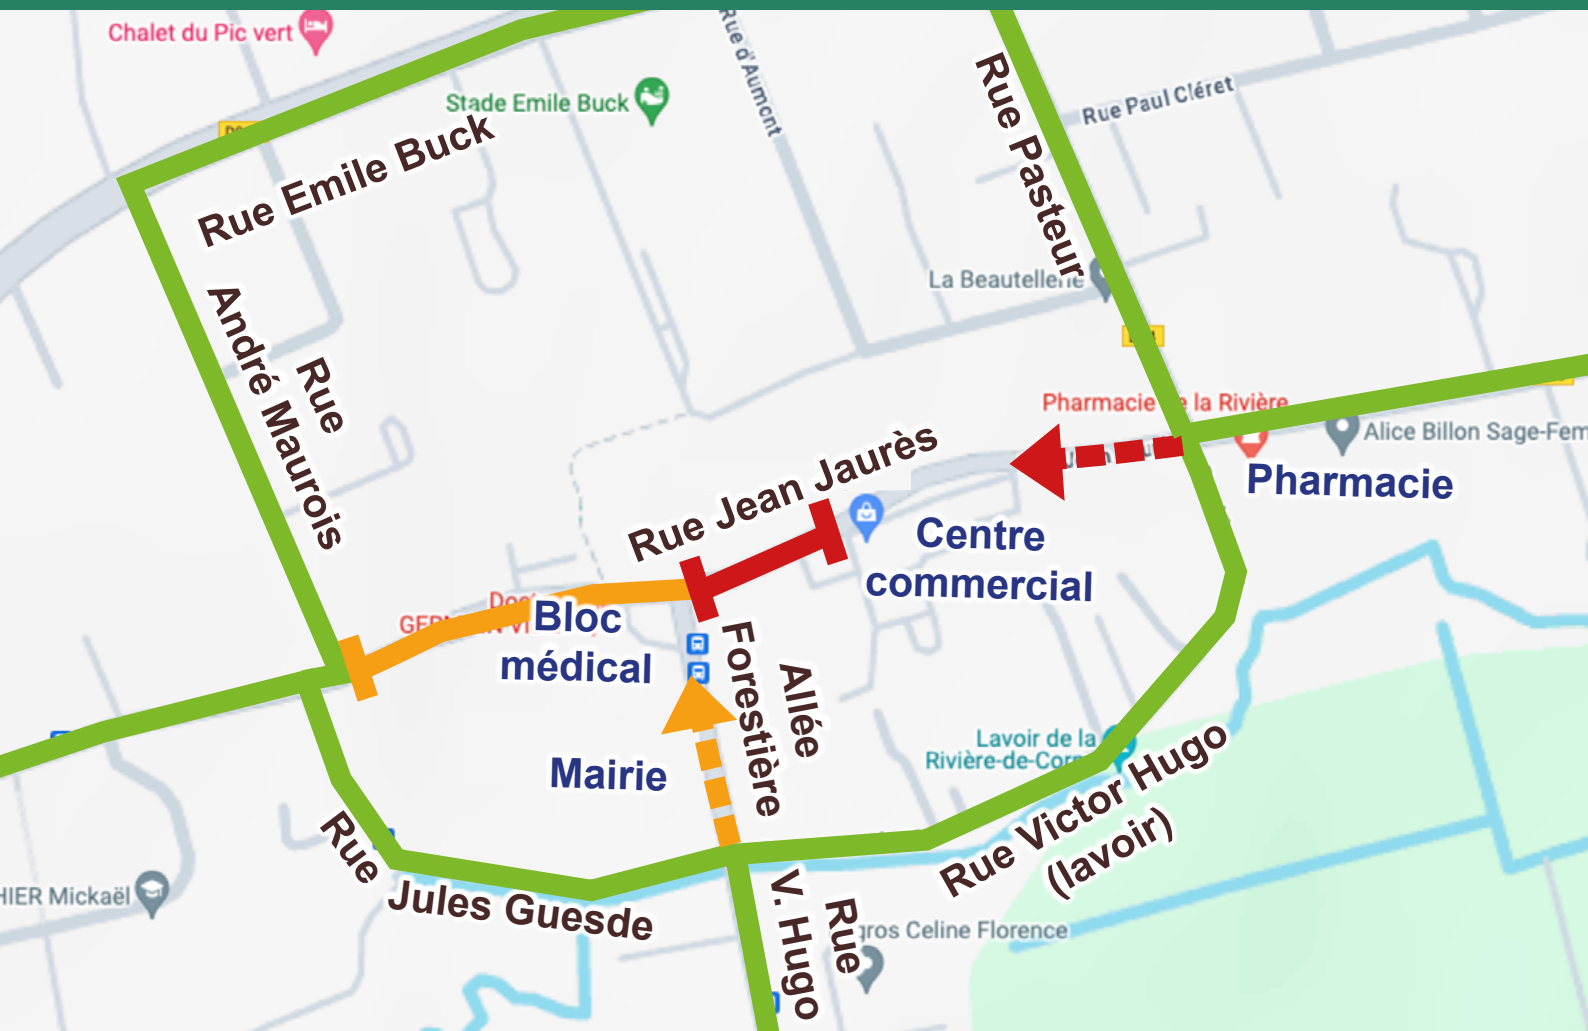 Chalet du Pic vert
Stade Emile Buck
Rue d'Aumont
Rue Paul Cléret
Rue Pasteur
Rue Emile Buck
La Beautellerie
Rue
André Maurois
Pharmacie de la Rivière
Alice Billon Sage-Fem
Pharmacie
Rue Jean Jaurès
Centre
commercial
Bloc
médical
Allée
Forestière
Mairie
Lavoir de la
Rivière-de-Cor
Rue Victor Hugo
(lavoir)
Rue
Jules Guesde
HIER Mickaël
Rue
V. Hugo
gros Celine Florence